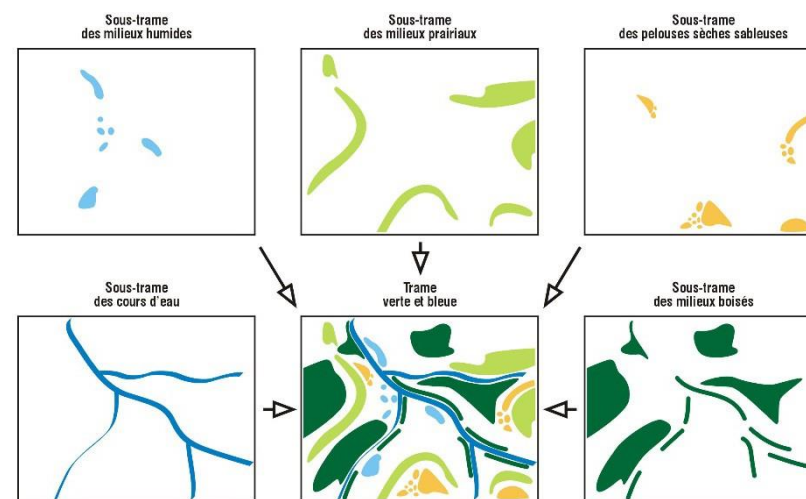 Sous-trame
des milieux humides
Sous-trame
des milieux prairiaux
Sous-trame
des pelouses sèches sableuses
Sous-trame
des cours d'eau
Trame
verte et bleue
Sous-trame
des milieux boisés